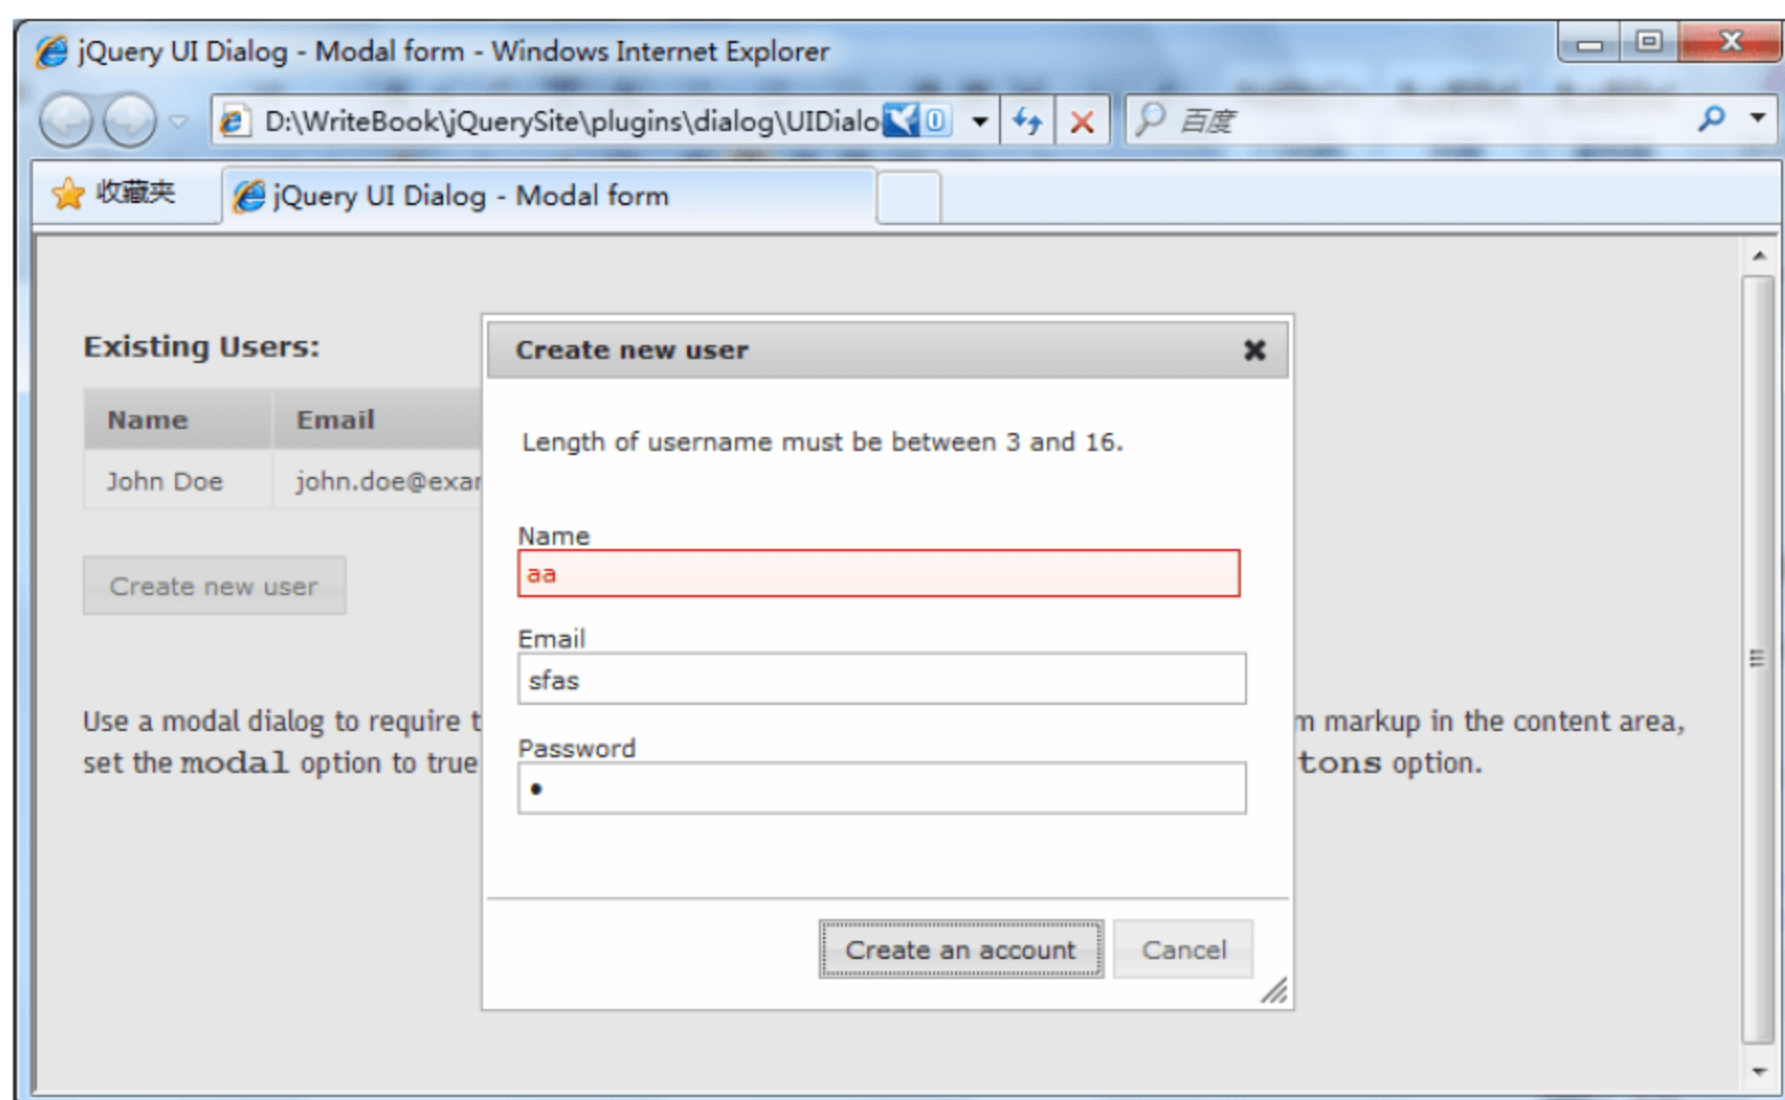 jQuery UI Dialog - Modal form - Windows Internet Explorer
D:\WriteBook\jQuerySite\plugins\dialog\UIDialo 0 百度
收藏夹 jQuery UI Dialog - Modal form
Existing Users:
Name Email
John Doe john.doe@exar
Create new user
Use a modal dialog to require t m markup in the content area,
set the modal option to true tons option.
Create new user
Length of username must be between 3 and 16.
Name
aa
Email
sfas
Password
Create an account Cancel